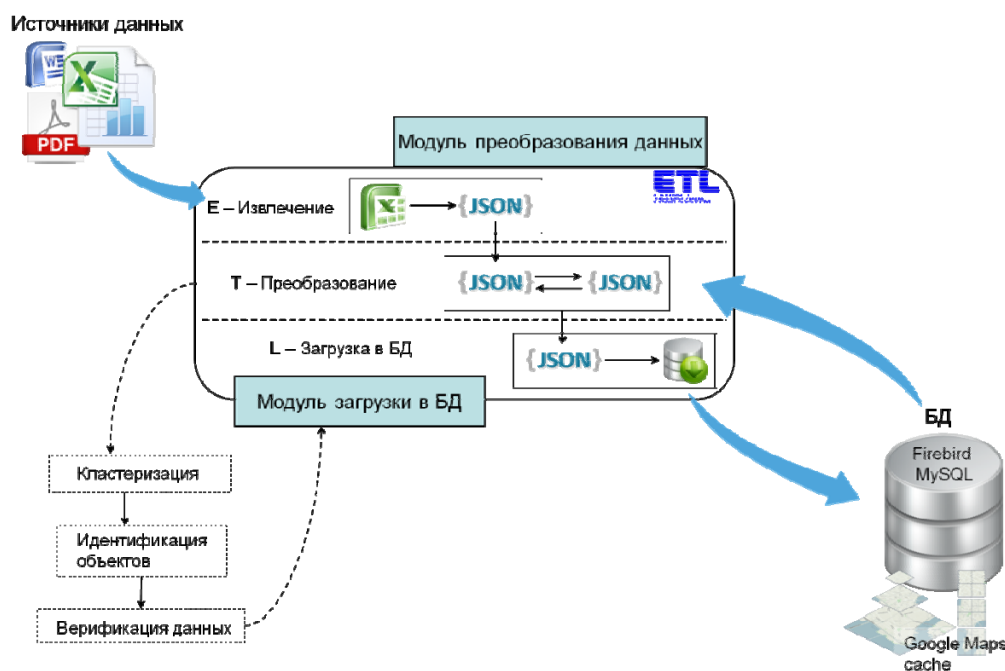 Источники данных
W
X
PDF
Модуль преобразования данных
ETL
E – Извлечение
X
{JSON}
T – Преобразование
{JSON}
{JSON}
L – Загрузка в БД
{JSON}
Модуль загрузки в БД
Кластеризация
Идентификация
объектов
Верификация данных
БД
Firebird
MySQL
Google Maps
cache